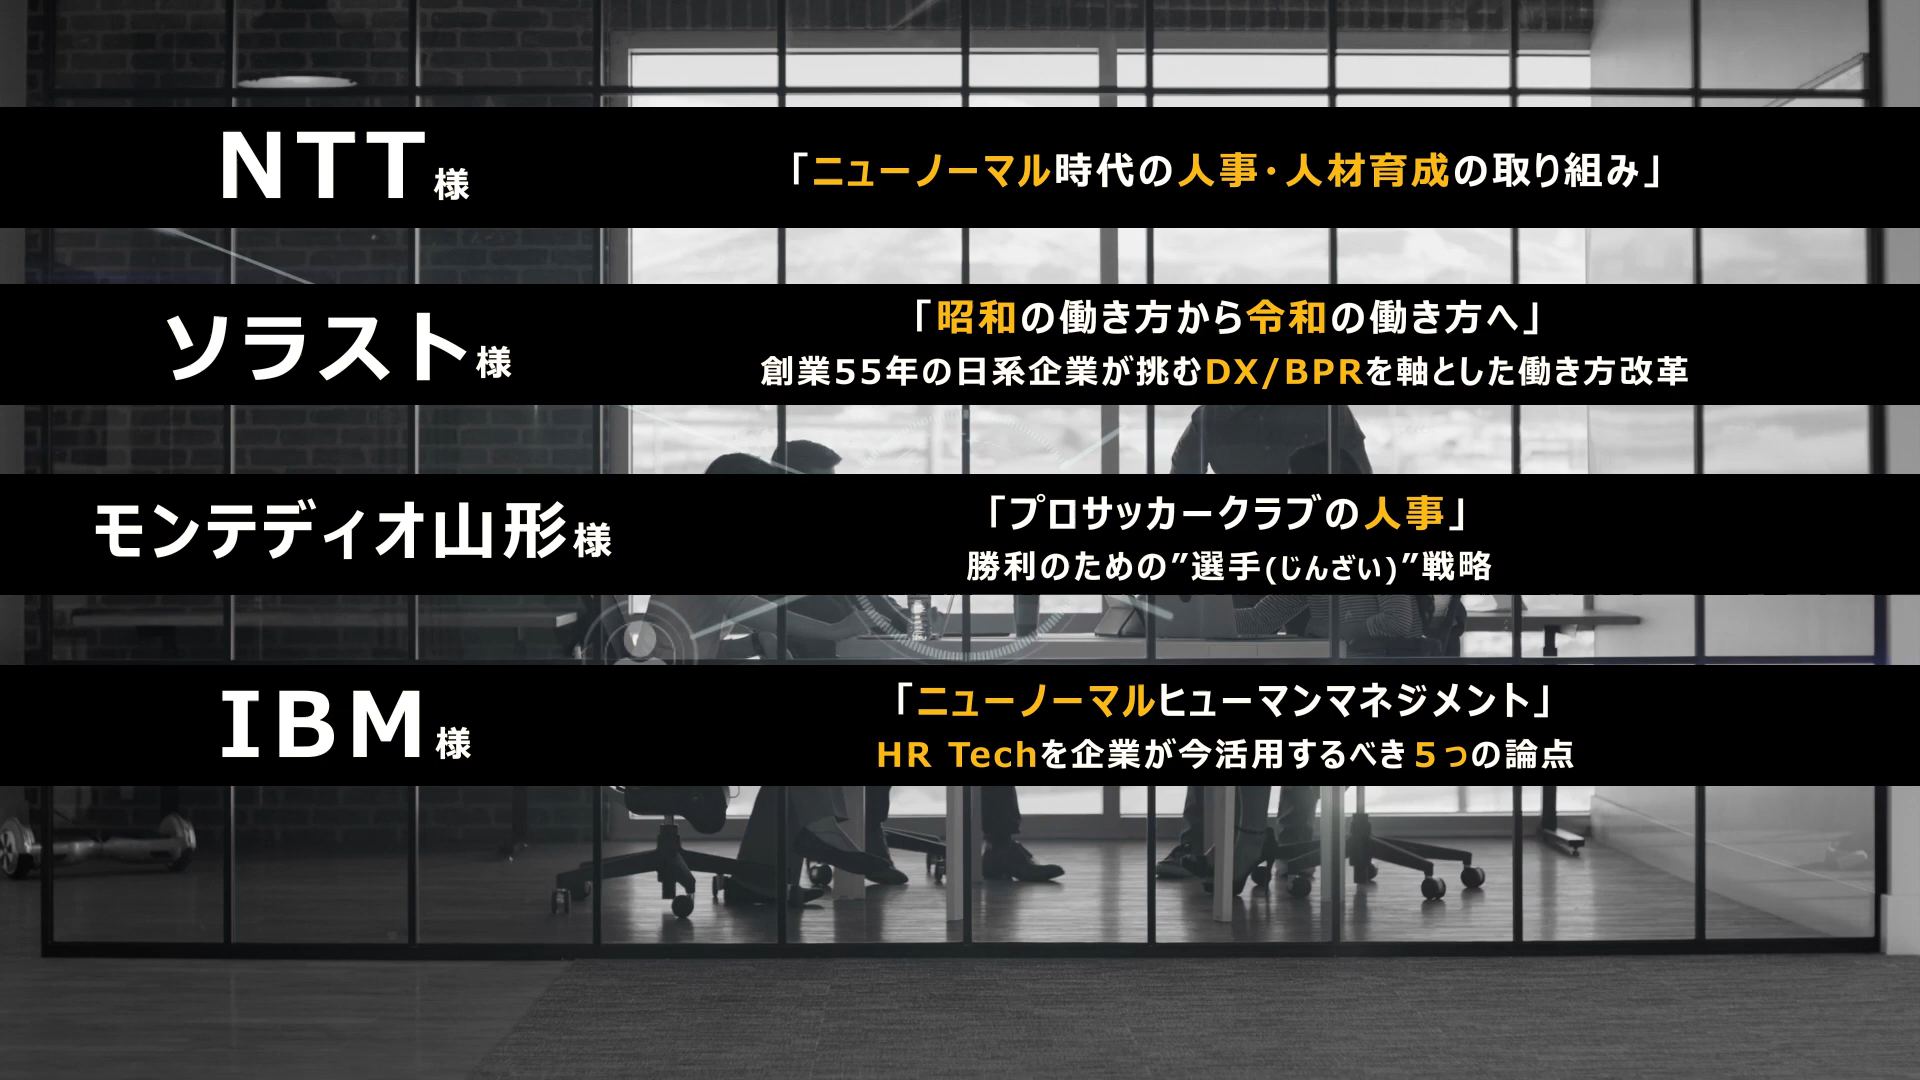 NTT様
「ニューノーマル時代の人事・人材育成の取り組み」
ソラスト様
「昭和の働き方から令和の働き方へ」
創業55年の日系企業が挑むDX/BPRを軸とした働き方改革
モンテディオ山形様
「プロサッカークラブの人事」
勝利のための”選手(じんざい)”戦略
IBM様
「ニューノーマルヒューマンマネジメント」
HR Techを企業が今活用するべき５つの論点